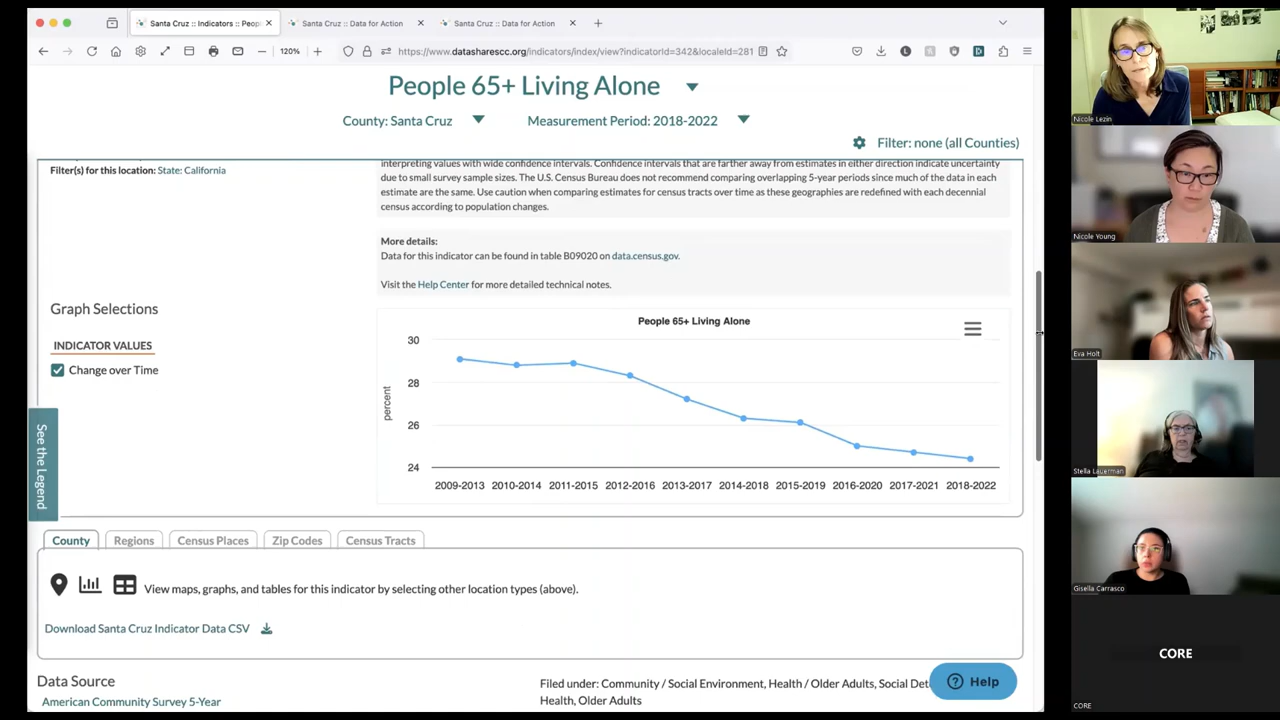 Santa Cruz :: Indicators :: Peop
Santa Cruz :: Data for Action
Santa Cruz :: Data for Action
120%
https://www.datasharescc.org/indicators/index/view?indicatorId=342&localeId=281
People 65+ Living Alone
County: Santa Cruz
Measurement Period: 2018-2022
Filter: none (all Counties)
Filter(s) for this location: State: California
interpreting values with wide confidence intervals. Confidence intervals that are farther away from estimates in either direction indicate uncertainty
due to small survey sample sizes. The U.S. Census Bureau does not recommend comparing overlapping 5-year periods since much of the data in each
estimate are the same. Use caution when comparing estimates for census tracts over time as these geographies are redefined with each decennial
census according to population changes.
More details:
Data for this indicator can be found in table B09020 on data.census.gov.
Visit the Help Center for more detailed technical notes.
Graph Selections
INDICATOR VALUES
Change over Time
See the Legend
People 65+ Living Alone
percent
30
28
26
24
2009-2013 2010-2014 2011-2015 2012-2016 2013-2017 2014-2018 2015-2019 2016-2020 2017-2021 2018-2022
County Regions Census Places Zip Codes Census Tracts
View maps, graphs, and tables for this indicator by selecting other location types (above).
Download Santa Cruz Indicator Data CSV
Data Source
American Community Survey 5-Year
Filed under: Community / Social Environment, Health / Older Adults, Social Det
Health, Older Adults
Help
Nicole Lezin
Nicole Young
Eva Holt
Stella Lauerman
Gisella Carrasco
CORE
CORE